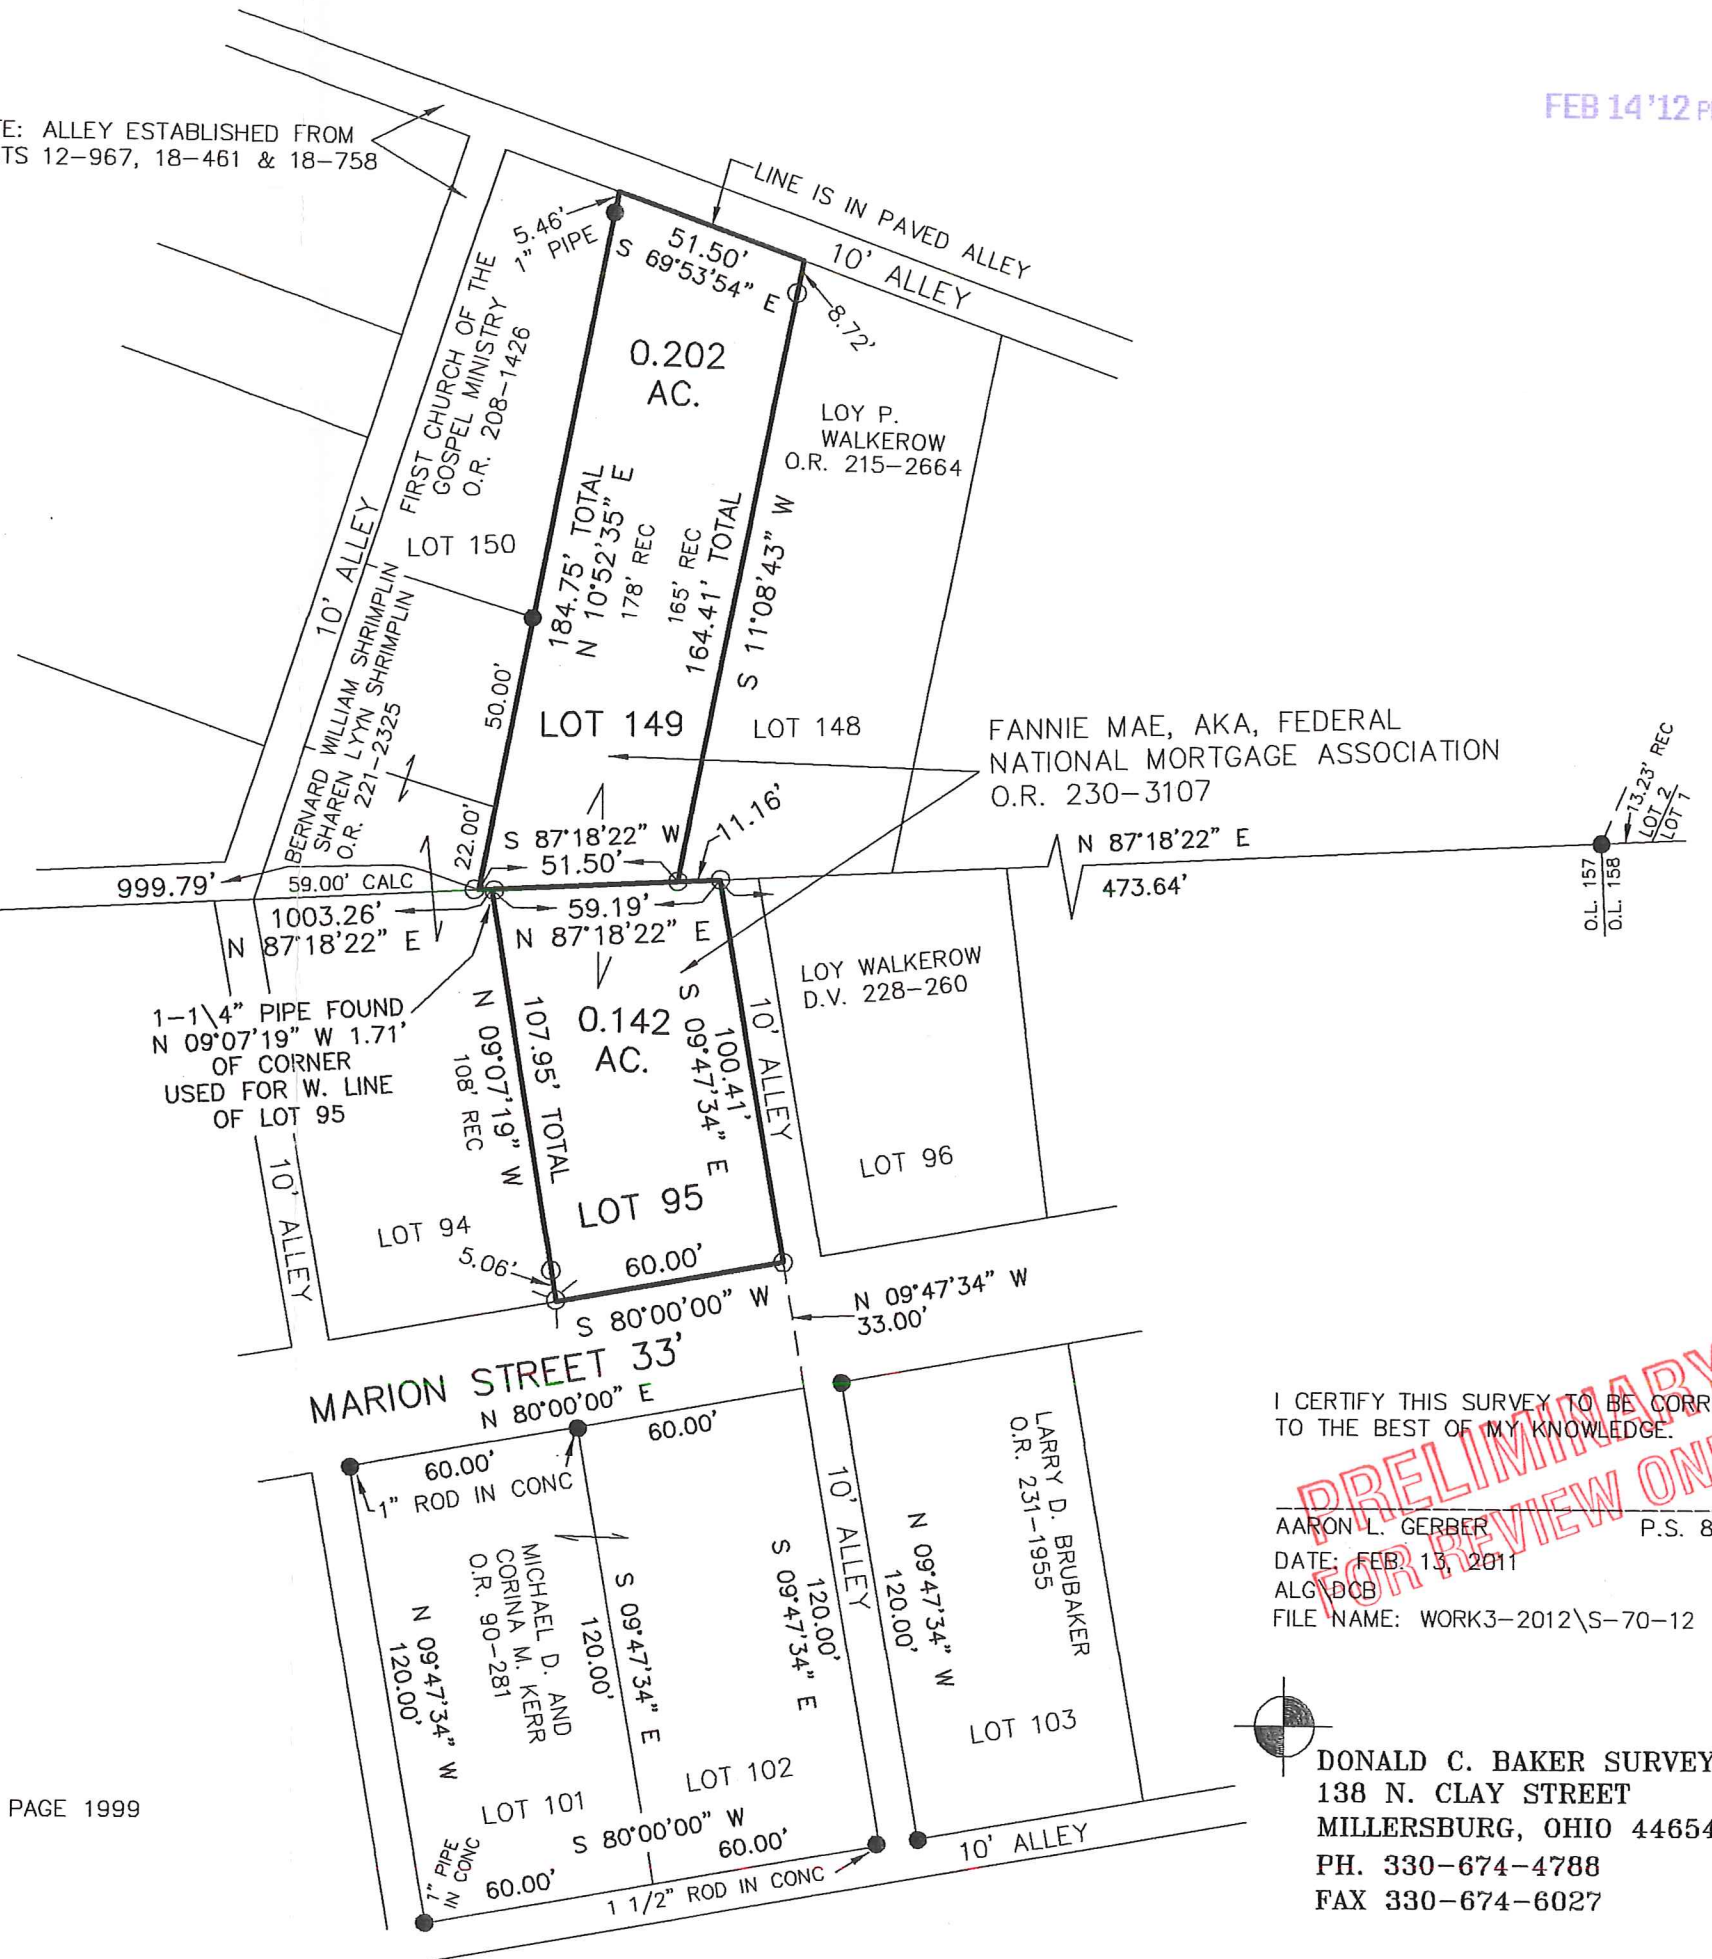 FEB 14 '12
E: ALLEY ESTABLISHED FROM
TS 12-967, 18-461 & 18-758
LINE IS IN PAVED ALLEY
10' ALLEY
5.46'
1" PIPE
51.50'
S 69°53'54" E
8.72'
0.202
AC.
FIRST CHURCH OF THE
GOSPEL MINISTRY
O.R. 208-1426
LOT 150
10' ALLEY
LOY P.
WALKEROW
O.R. 215-2664
184.75' TOTAL
N 10°52'35" E
178' REC
165' REC
164.41' TOTAL
S 11°08'43" W
BERNARD WILLIAM SHRIMPLIN
SHAREN LYYN SHRIMPLIN
O.R. 221-2325
50.00'
22.00'
LOT 149
LOT 148
FANNIE MAE, AKA, FEDERAL
NATIONAL MORTGAGE ASSOCIATION
O.R. 230-3107
13.23' REC
LOT 2
LOT 1
O.L. 157
O.L. 158
S 87°18'22" W
51.50'
11.16'
N 87°18'22" E
473.64'
999.79'
59.00' CALC
1003.26'
N 87°18'22" E
59.19'
N 87°18'22" E
1-1\4" PIPE FOUND
N 09°07'19" W 1.71'
OF CORNER
USED FOR W. LINE
OF LOT 95
N 09°07'19" W
108' REC
107.95' TOTAL
0.142
AC.
S 09°47'34" E
100.41'
10' ALLEY
LOY WALKEROW
D.V. 228-260
LOT 96
LOT 95
LOT 94
10' ALLEY
5.06'
60.00'
S 80°00'00" W
N 09°47'34" W
33.00'
MARION STREET 33'
N 80°00'00" E
60.00'
60.00'
1" ROD IN CONC
N 09°47'34" W
120.00'
MICHAEL D. AND
CORINA M. KERR
O.R. 90-281
S 09°47'34" E
120.00'
S 09°47'34" E
120.00'
10' ALLEY
N 09°47'34" W
120.00'
LARRY D. BRUBAKER
O.R. 231-1955
LOT 101
LOT 102
LOT 103
S 80°00'00" W
60.00'
60.00'
1" PIPE
IN CONC
1 1/2" ROD IN CONC
10' ALLEY
PAGE 1999
I CERTIFY THIS SURVEY TO BE CORR
TO THE BEST OF MY KNOWLEDGE.
PRELIMINARY
FOR REVIEW ON
AARON L. GERBER P.S. 8
DATE: FEB. 13, 2011
ALG\DCB
FILE NAME: WORK3-2012\S-70-12
DONALD C. BAKER SURVEY
138 N. CLAY STREET
MILLERSBURG, OHIO 44654
PH. 330-674-4788
FAX 330-674-6027